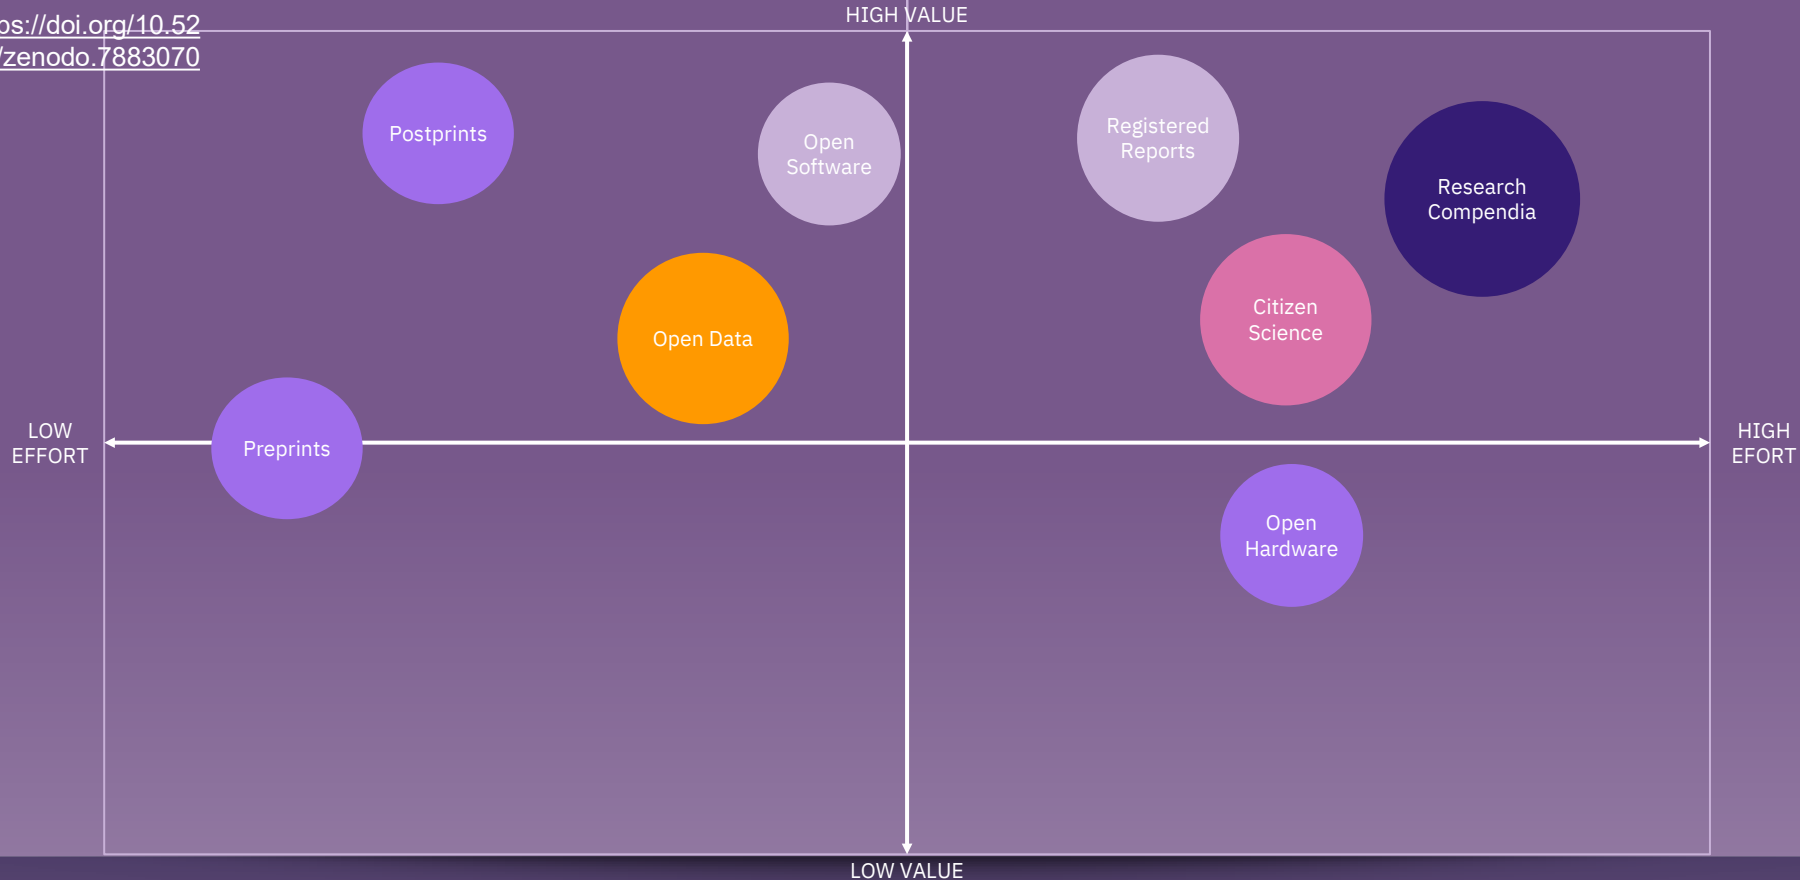 HIGH VALUE
ps://doi.org/10.52
/zenodo.7883070
Postprints
Open
Software
Registered
Reports
Research
Compendia
Citizen
Science
Open Data
LOW
EFFORT
Preprints
HIGH
EFORT
Open
Hardware
LOW VALUE